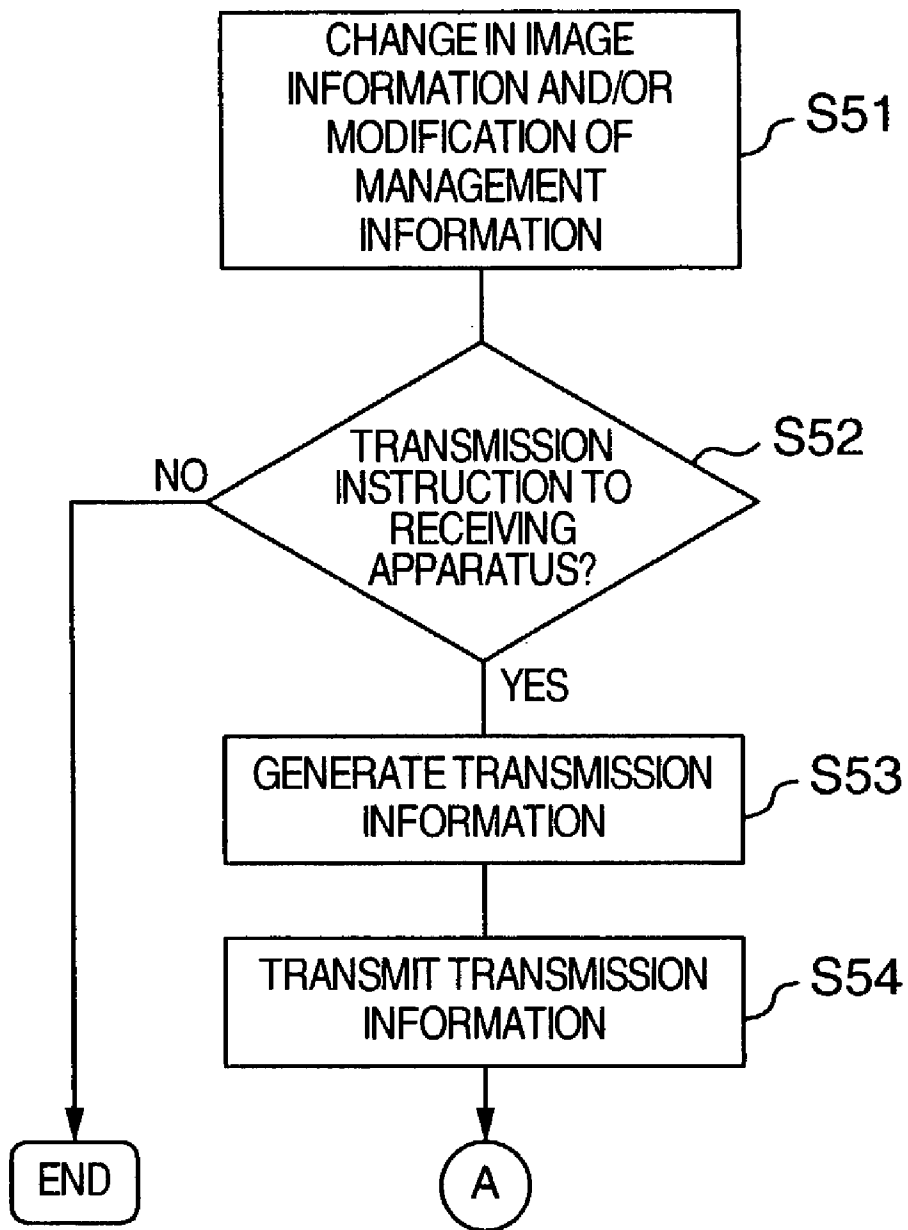 CHANGE IN IMAGE
INFORMATION AND/OR
MODIFICATION OF
MANAGEMENT
INFORMATION
S51
TRANSMISSION
INSTRUCTION TO
RECEIVING
APPARATUS?
S52
NO
YES
GENERATE TRANSMISSION
INFORMATION
S53
TRANSMIT TRANSMISSION
INFORMATION
S54
END
A